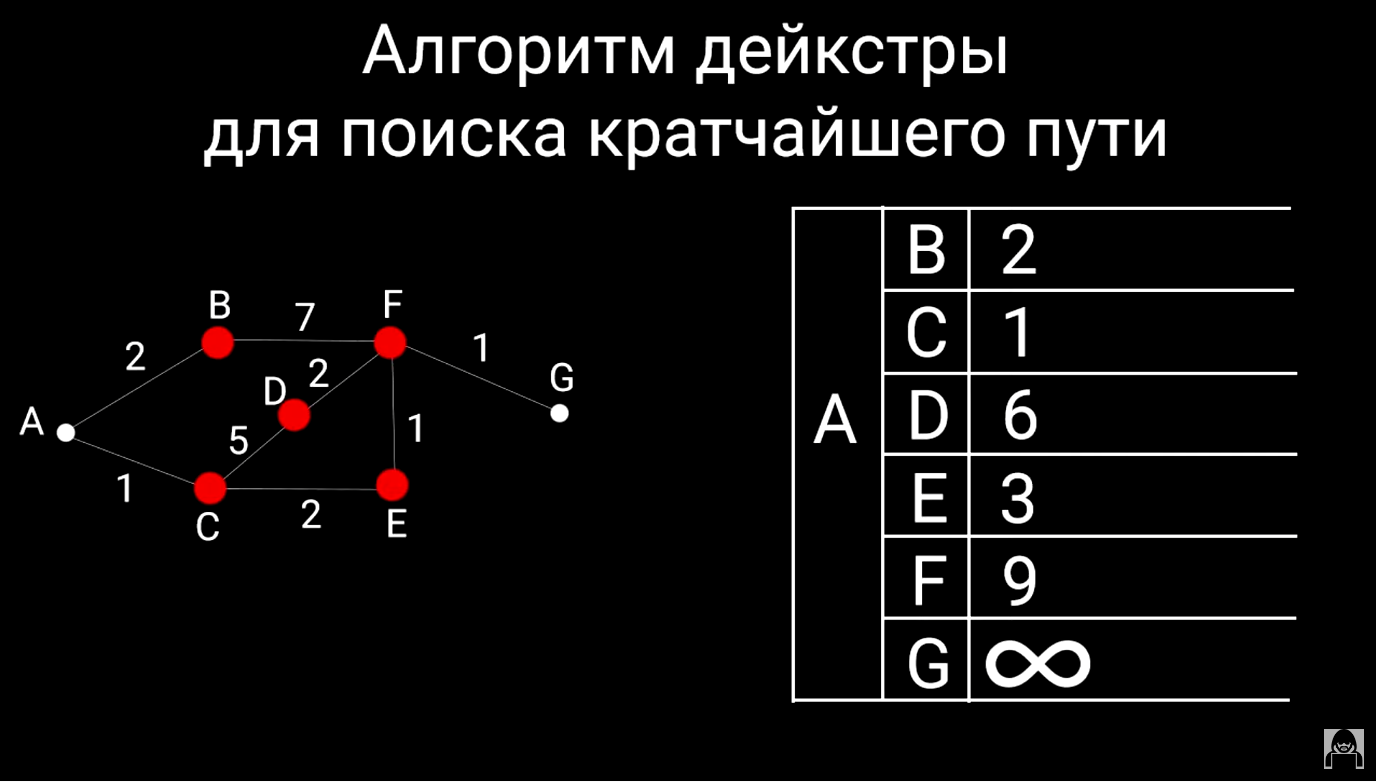 Алгоритм дейкстры
для поиска кратчайшего пути
B 7 F
2 1
D 2 G
A 5 1
1 C 2 E
A
B 2
C 1
D 6
E 3
F 9
G ∞